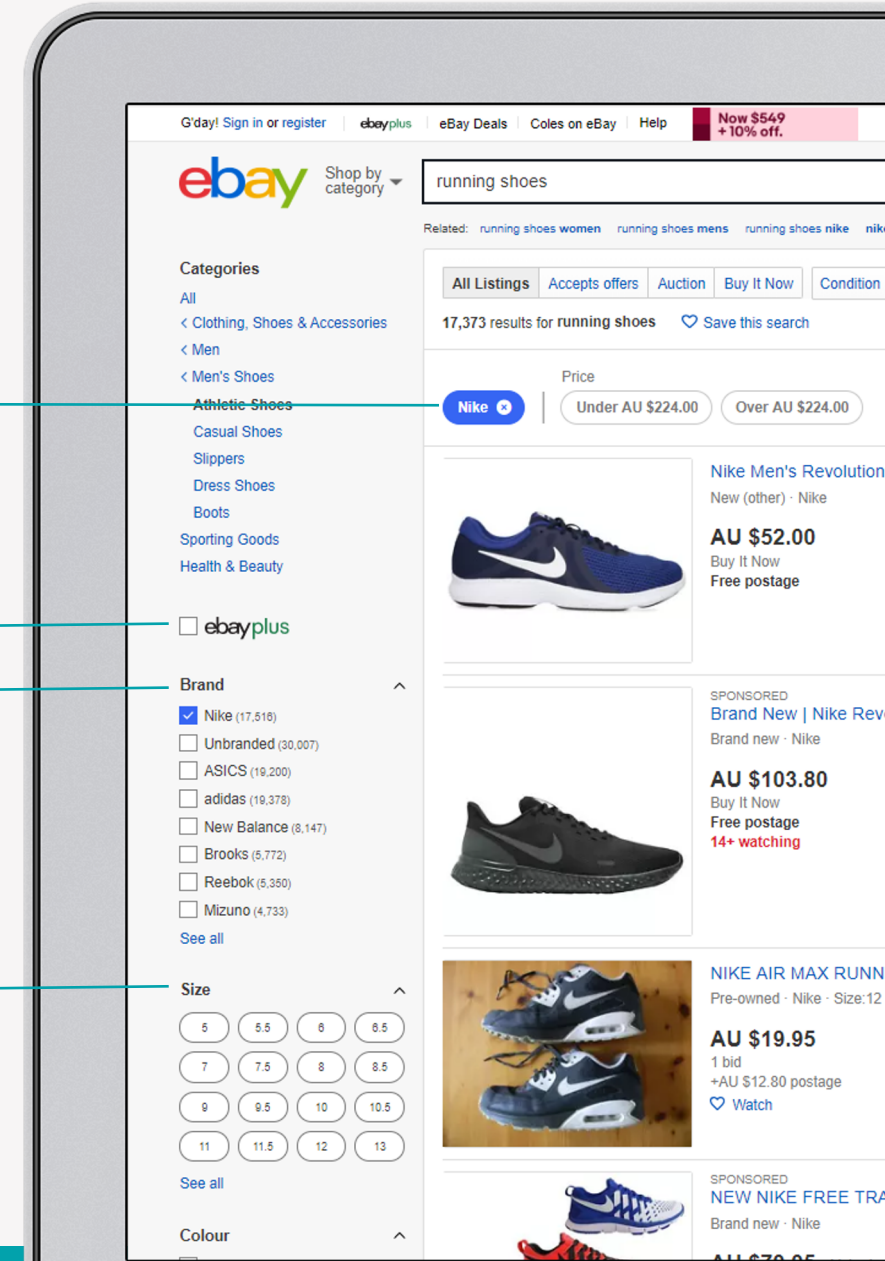 G'day! Sign in or register
ebayplus
eBay Deals
Coles on eBay
Help
Now $549
+ 10% off.
ebay
Shop by
category
running shoes
Related: running shoes women running shoes mens running shoes nike nike
Categories
All
< Clothing, Shoes & Accessories
< Men
< Men's Shoes
Athletic Shoes
Casual Shoes
Slippers
Dress Shoes
Boots
Sporting Goods
Health & Beauty
ebayplus
Brand
Nike (17,516)
Unbranded (30,007)
ASICS (19,200)
adidas (19,378)
New Balance (8,147)
Brooks (5,772)
Reebok (5,350)
Mizuno (4,733)
See all
Size
5 5.5 6 6.5
7 7.5 8 8.5
9 9.5 10 10.5
11 11.5 12 13
See all
Colour
All Listings Accepts offers Auction Buy It Now Condition
17,373 results for running shoes Save this search
Price
Nike Under AU $224.00 Over AU $224.00
Nike Men's Revolution
New (other) · Nike
AU $52.00
Buy It Now
Free postage
SPONSORED
Brand New | Nike Rev
Brand new · Nike
AU $103.80
Buy It Now
Free postage
14+ watching
NIKE AIR MAX RUNN
Pre-owned · Nike · Size:12
AU $19.95
1 bid
+AU $12.80 postage
Watch
SPONSORED
NEW NIKE FREE TRA
Brand new · Nike